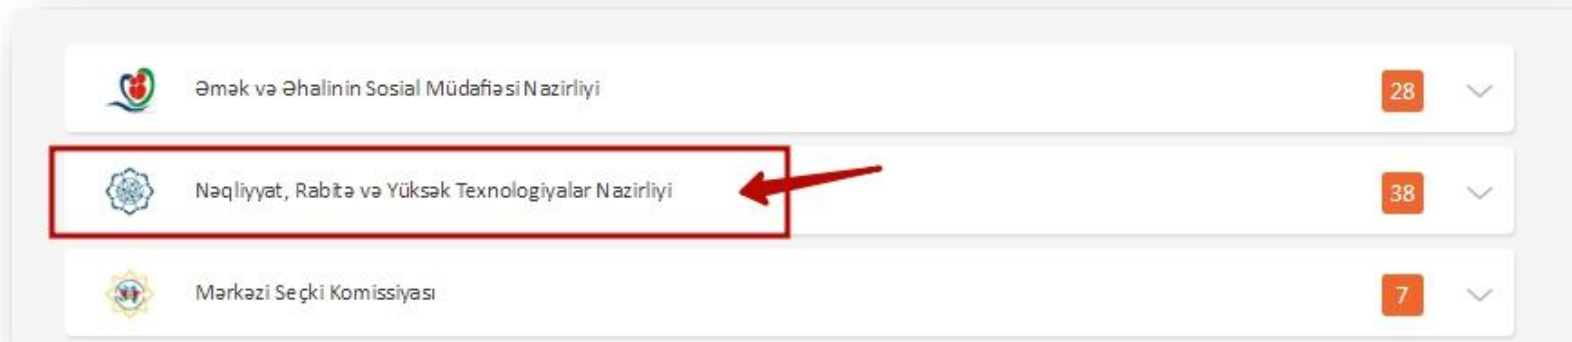 Əmək və Əhalinin Sosial Müdafiəsi Nazirliyi 28
Nəqliyyat, Rabitə və Yüksək Texnologiyalar Nazirliyi 38
Mərkəzi Seçki Komissiyası 7